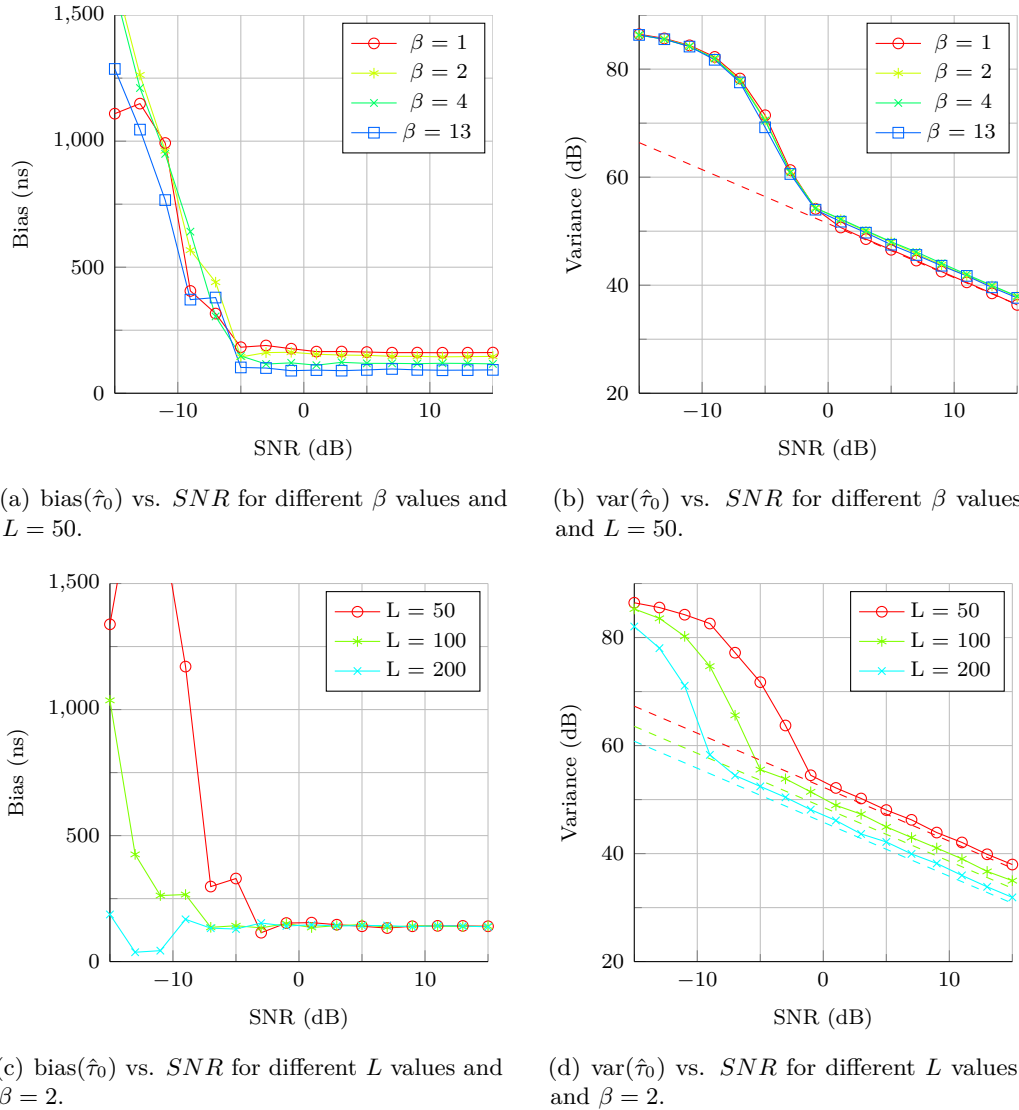 1,500
1,000
500
0
−10
0
10
SNR (dB)
Bias (ns)
β = 1
β = 2
β = 4
β = 13
80
60
40
20
−10
0
10
SNR (dB)
Variance (dB)
β = 1
β = 2
β = 4
β = 13
(a) bias(τ̂₀) vs. SNR for different β values and
L = 50.
(b) var(τ̂₀) vs. SNR for different β values
and L = 50.
1,500
1,000
500
0
−10
0
10
SNR (dB)
Bias (ns)
L = 50
L = 100
L = 200
80
60
40
20
−10
0
10
SNR (dB)
Variance (dB)
L = 50
L = 100
L = 200
(c) bias(τ̂₀) vs. SNR for different L values and
β = 2.
(d) var(τ̂₀) vs. SNR for different L values
and β = 2.